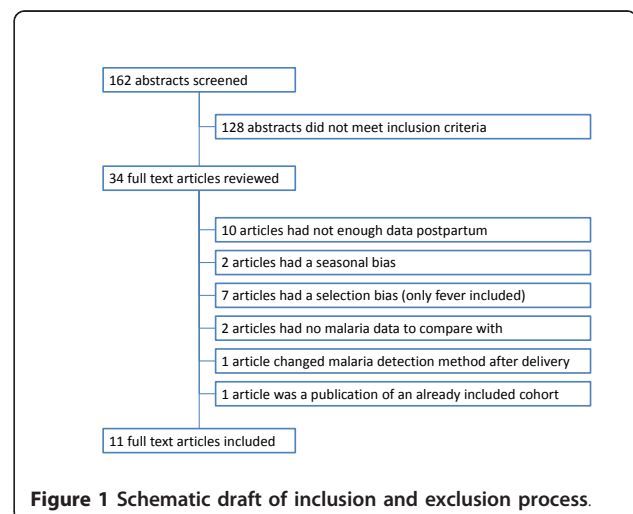 162 abstracts screened
128 abstracts did not meet inclusion criteria
34 full text articles reviewed
10 articles had not enough data postpartum
2 articles had a seasonal bias
7 articles had a selection bias (only fever included)
2 articles had no malaria data to compare with
1 article changed malaria detection method after delivery
1 article was a publication of an already included cohort
11 full text articles included
Figure 1 Schematic draft of inclusion and exclusion process.